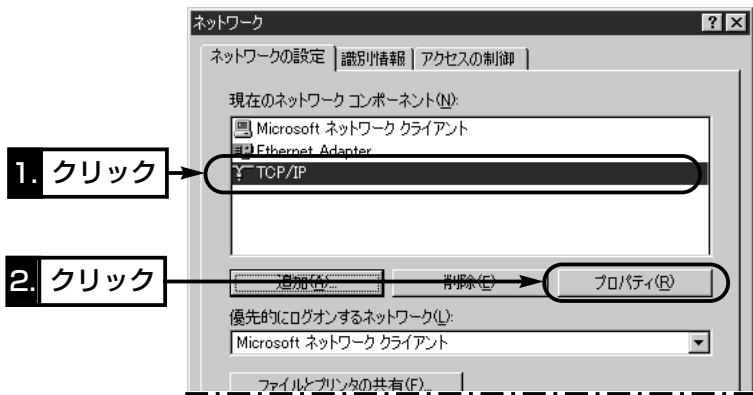 ネットワーク
ネットワークの設定 識別情報 アクセスの制御
現在のネットワーク コンポーネント(N):
Microsoft ネットワーク クライアント
Ethernet Adapter
1. クリック
TCP/IP
2. クリック
追加(A)... 削除(E) プロパティ(R)
優先的にログオンするネットワーク(L):
Microsoft ネットワーク クライアント
ファイルとプリンタの共有(F)...